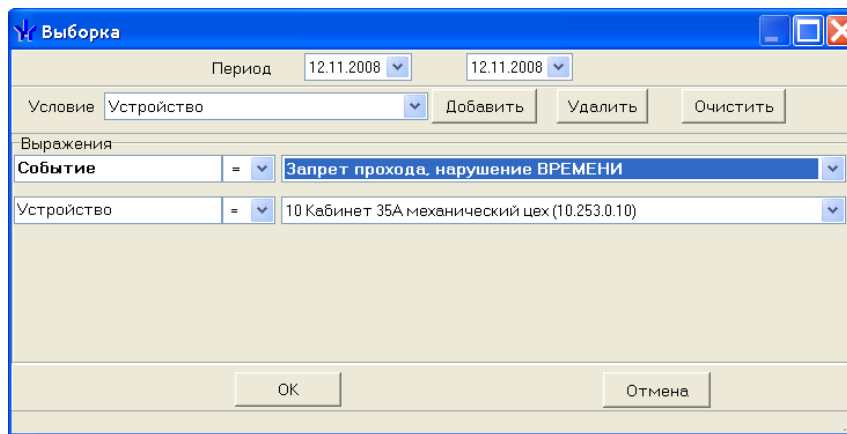 Выборка
Период 12.11.2008 12.11.2008
Условие Устройство Добавить Удалить Очистить
Выражения
Событие = Запрет прохода, нарушение ВРЕМЕНИ
Устройство = 10 Кабинет 35А механический цех (10.253.0.10)
OK Отмена